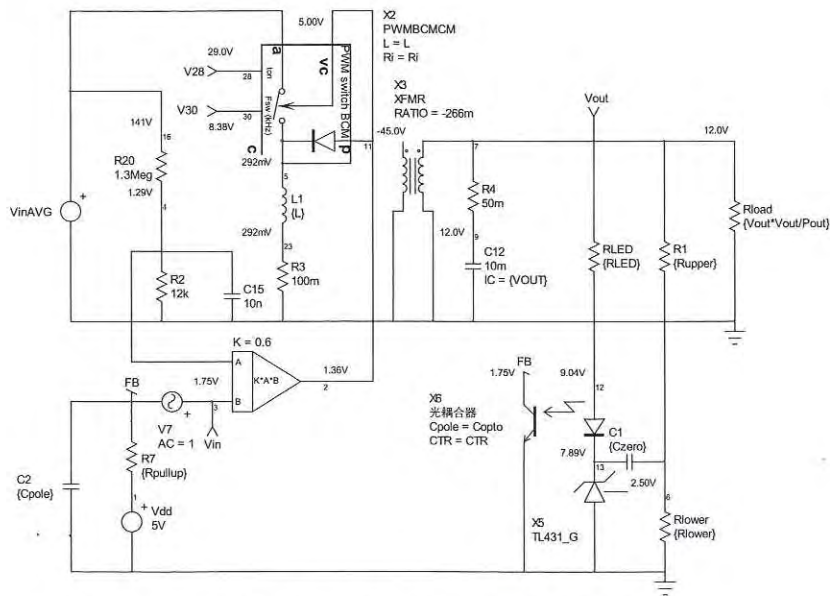 5.00V
X2
PWMBCMCM
L = L
Ri = Ri
29.0V
a
vc
PWM switch BCM
V28
28
ton
V30
30
Fsw (kHz)
8.38V
c
p
292mV
11
-45.0V
X3
XFMR
RATIO = -266m
Vout
12.0V
7
141V
16
R20
1.3Meg
1.29V
4
VinAVG
+
5
L1
{L}
292mV
23
R3
100m
R2
12k
C15
10n
R4
50m
12.0V
9
C12
10m
IC = {VOUT}
RLED
{RLED}
R1
{Rupper}
Rload
{Vout*Vout/Pout}
K = 0.6
A
K*A*B
B
1.36V
2
FB
1.75V
3
+
V7
AC = 1
Vin
R7
{Rpullup}
C2
{Cpole}
1
+
Vdd
5V
FB
1.75V
9.04V
12
X6
光耦合器
Cpole = Copto
CTR = CTR
C1
{Czero}
7.89V
13
2.50V
6
X5
TL431_G
Rlower
{Rlower}